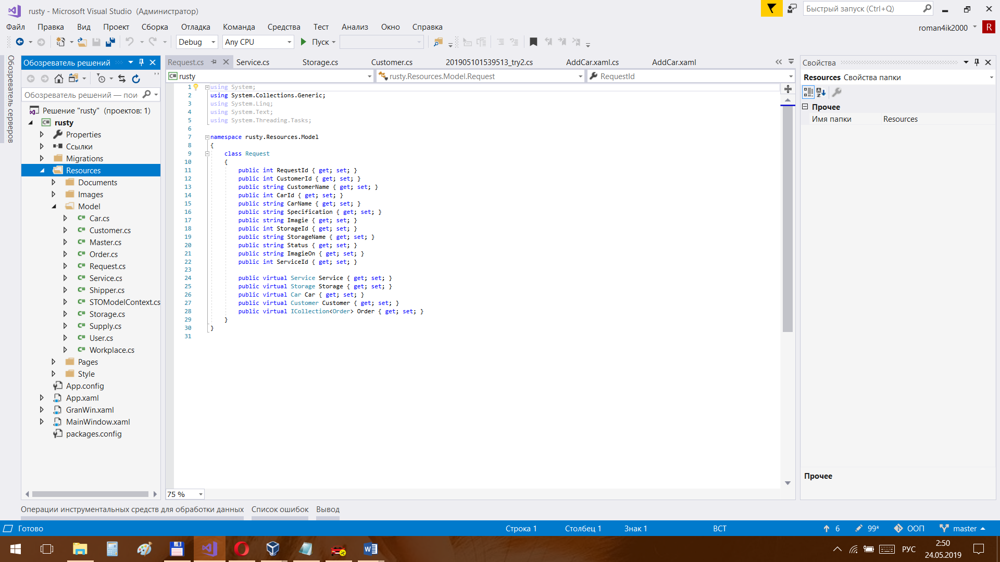 rusty - Microsoft Visual Studio (Администратор)
Быстрый запуск (Ctrl+Q)
Файл Правка Вид Проект Сборка Отладка Команда Средства Тест Анализ Окно Справка
roman4ik2000 R
Debug Any CPU Пуск
Обозреватель серверов
Обозреватель решений
Обозреватель решений — пои
Решение "rusty" (проектов: 1)
rusty
Properties
Ссылки
Migrations
Resources
Documents
Images
Model
Car.cs
Customer.cs
Master.cs
Order.cs
Request.cs
Service.cs
Shipper.cs
STOModelContext.cs
Storage.cs
Supply.cs
User.cs
Workplace.cs
Pages
Style
App.config
App.xaml
GranWin.xaml
MainWindow.xaml
packages.config
Request.cs Service.cs Storage.cs Customer.cs 201905101539513_try2.cs AddCar.xaml.cs AddCar.xaml
rusty rusty.Resources.Model.Request RequestId
1 using System;
2 using System.Collections.Generic;
3 using System.Linq;
4 using System.Text;
5 using System.Threading.Tasks;
6
7 namespace rusty.Resources.Model
8 {
9 class Request
10 {
11 public int RequestId { get; set; }
12 public int CustomerId { get; set; }
13 public string CustomerName { get; set; }
14 public int CarId { get; set; }
15 public string CarName { get; set; }
16 public string Specification { get; set; }
17 public string Imagie { get; set; }
18 public int StorageId { get; set; }
19 public string StorageName { get; set; }
20 public string Status { get; set; }
21 public string ImagieOn { get; set; }
22 public int ServiceId { get; set; }
23
24 public virtual Service Service { get; set; }
25 public virtual Storage Storage { get; set; }
26 public virtual Car Car { get; set; }
27 public virtual Customer Customer { get; set; }
28 public virtual ICollection<Order> Order { get; set; }
29 }
30 }
31
75 %
Свойства
Resources Свойства папки
Прочее
Имя папки Resources
Прочее
Операции инструментальных средств для обработки данных Список ошибок Вывод
Готово Строка 1 Столбец 1 Знак 1 ВСТ 6 99* ООП master
РУС 2:50
24.05.2019